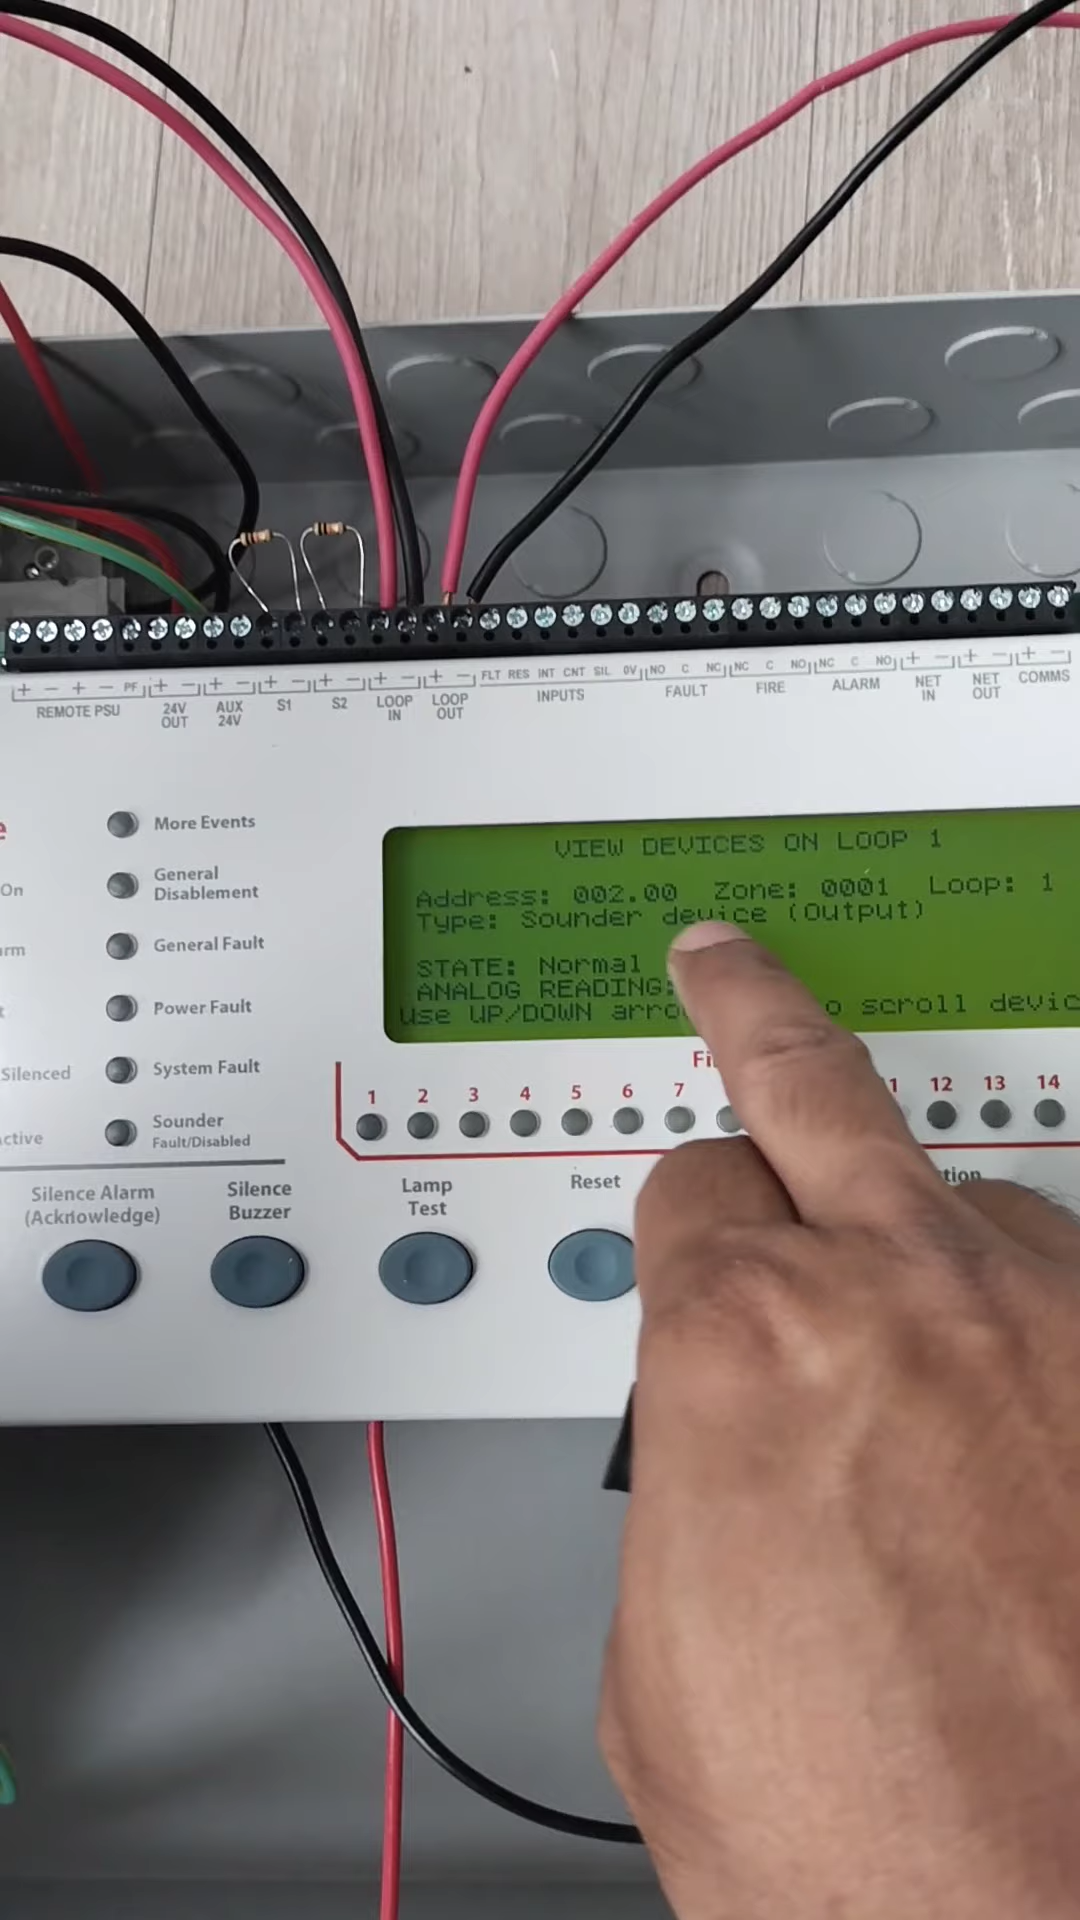 + − + − PF + − + − + − + − + − + − FLT RES INT CNT SIL 0V NO C NC NC C NO NC C NO + − + − + −
REMOTE PSU 24V OUT AUX 24V S1 S2 LOOP IN LOOP OUT INPUTS FAULT FIRE ALARM NET IN NET OUT COMMS
More Events
On General Disablement
General Fault
Power Fault
Silenced System Fault
Sounder Fault/Disabled
VIEW DEVICES ON LOOP 1
Address: 002.00 Zone: 0001 Loop: 1
Type: Sounder device (Output)
STATE: Normal
ANALOG READING:
Use UP/DOWN scroll
1 2 3 4 5 6 7 12 13 14
Silence Alarm (Acknowledge)
Silence Buzzer
Lamp Test
Reset